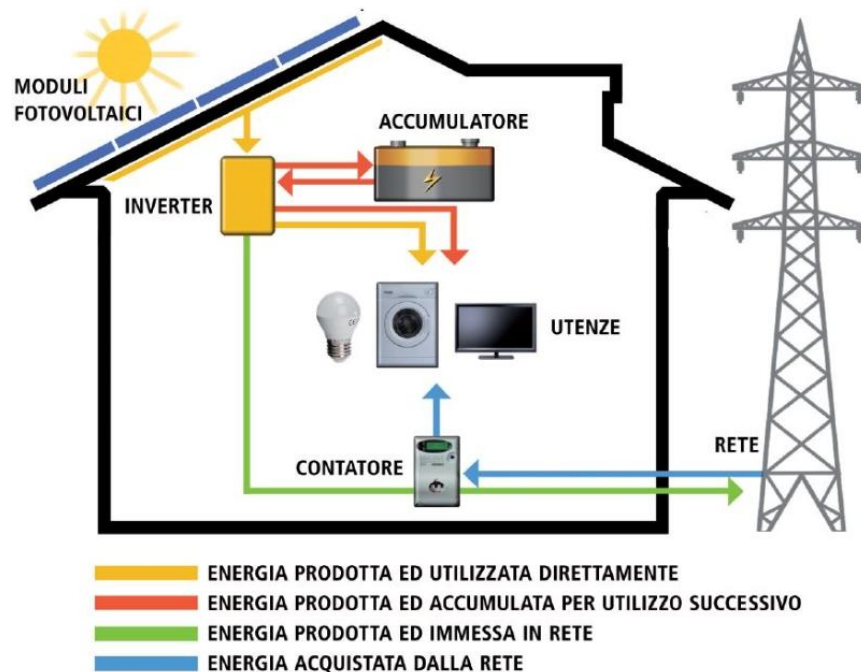 MODULI
FOTOVOLTAICI
ACCUMULATORE
INVERTER
UTENZE
CONTATORE
RETE
ENERGIA PRODOTTA ED UTILIZZATA DIRETTAMENTE
ENERGIA PRODOTTA ED ACCUMULATA PER UTILIZZO SUCCESSIVO
ENERGIA PRODOTTA ED IMMESSA IN RETE
ENERGIA ACQUISTATA DALLA RETE